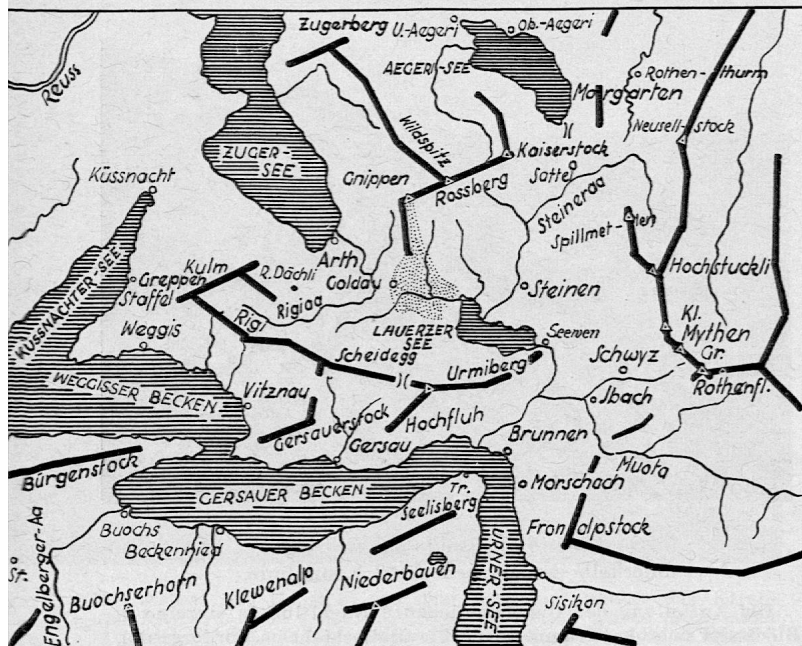 Zugerberg
U.-Aegeri
Ob.-Aegeri
Reuss
AEGERI-SEE
Rothen-
thurm
Morgarten
Neusell-stock
Wildspitz
Kaiserstock
ZUGER-
SEE
Küssnacht
Gnippen
Rossberg
Sattel
Steineraa
Spillmet-
Arth
Goldau
Kulm
R. Dächli
Rigiaa
Greppen
Staffel
Hochstuckli
Steinen
KÜSSNACHTER-SEE
Rigi
LAUERZER
SEE
Seewen
Kl.
Mythen
Gr.
Weggis
Scheidegg
Urmiberg
Schwyz
Rothenfl.
WEGGISSER BECKEN
Vitznau
Jbach
Gersauerstock
Hochfluh
Gersau
Brunnen
Bürgenstock
Muota
GERSAUER BECKEN
Tr.
Morschach
Seelisberg
Fronalpstock
Buochs
Beckenried
URNER-SEE
Engelberger-Aa
St.
Buochserhorn
Klewenalp
Niederbauen
Sisikon